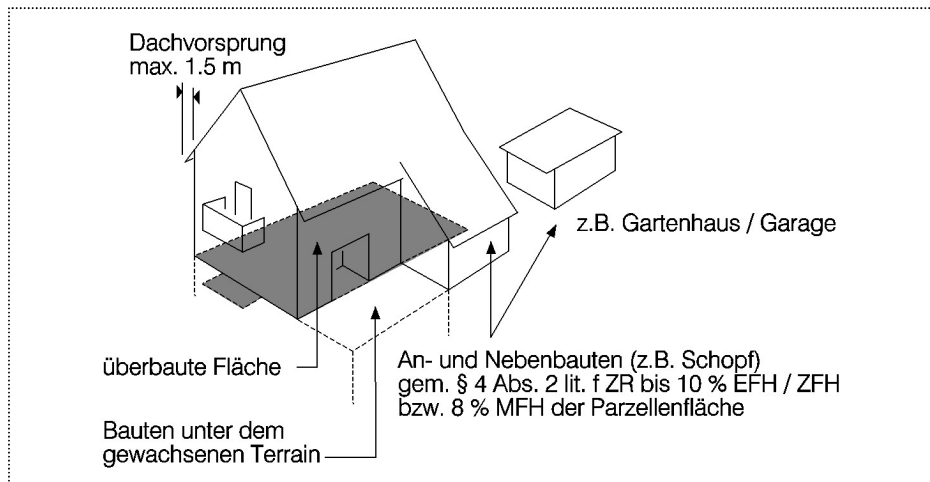 Dachvorsprung
max. 1.5 m
z.B. Gartenhaus / Garage
überbaute Fläche
An- und Nebenbauten (z.B. Schopf)
gem. § 4 Abs. 2 lit. f ZR bis 10 % EFH / ZFH
bzw. 8 % MFH der Parzellenfläche
Bauten unter dem
gewachsenen Terrain